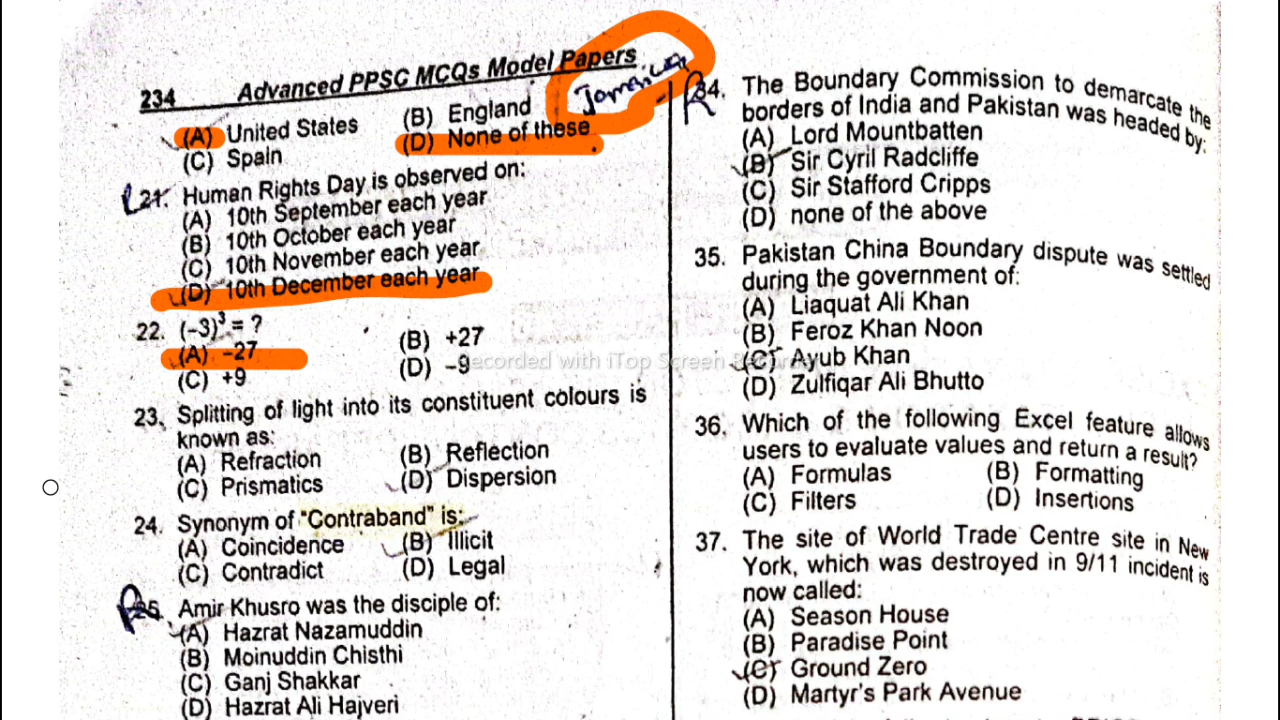 234 Advanced PPSC MCQs Model Papers
Jamaica
(A) United States (B) England
(C) Spain (D) None of these
21. Human Rights Day is observed on:
(A) 10th September each year
(B) 10th October each year
(C) 10th November each year
(D) 10th December each year
22. (−3)³ = ?
(A) −27 (B) +27
(C) +9 (D) −9
23. Splitting of light into its constituent colours is
known as:
(A) Refraction (B) Reflection
(C) Prismatics (D) Dispersion
24. Synonym of "Contraband" is:
(A) Coincidence (B) Illicit
(C) Contradict (D) Legal
25. Amir Khusro was the disciple of:
(A) Hazrat Nazamuddin
(B) Moinuddin Chisthi
(C) Ganj Shakkar
(D) Hazrat Ali Hajveri
34. The Boundary Commission to demarcate the
borders of India and Pakistan was headed by:
(A) Lord Mountbatten
(B) Sir Cyril Radcliffe
(C) Sir Stafford Cripps
(D) none of the above
35. Pakistan China Boundary dispute was settled
during the government of:
(A) Liaquat Ali Khan
(B) Feroz Khan Noon
(C) Ayub Khan
(D) Zulfiqar Ali Bhutto
36. Which of the following Excel feature allows
users to evaluate values and return a result?
(A) Formulas (B) Formatting
(C) Filters (D) Insertions
37. The site of World Trade Centre site in New
York, which was destroyed in 9/11 incident is
now called:
(A) Season House
(B) Paradise Point
(C) Ground Zero
(D) Martyr's Park Avenue
Recorded with iTop Screen Recorder